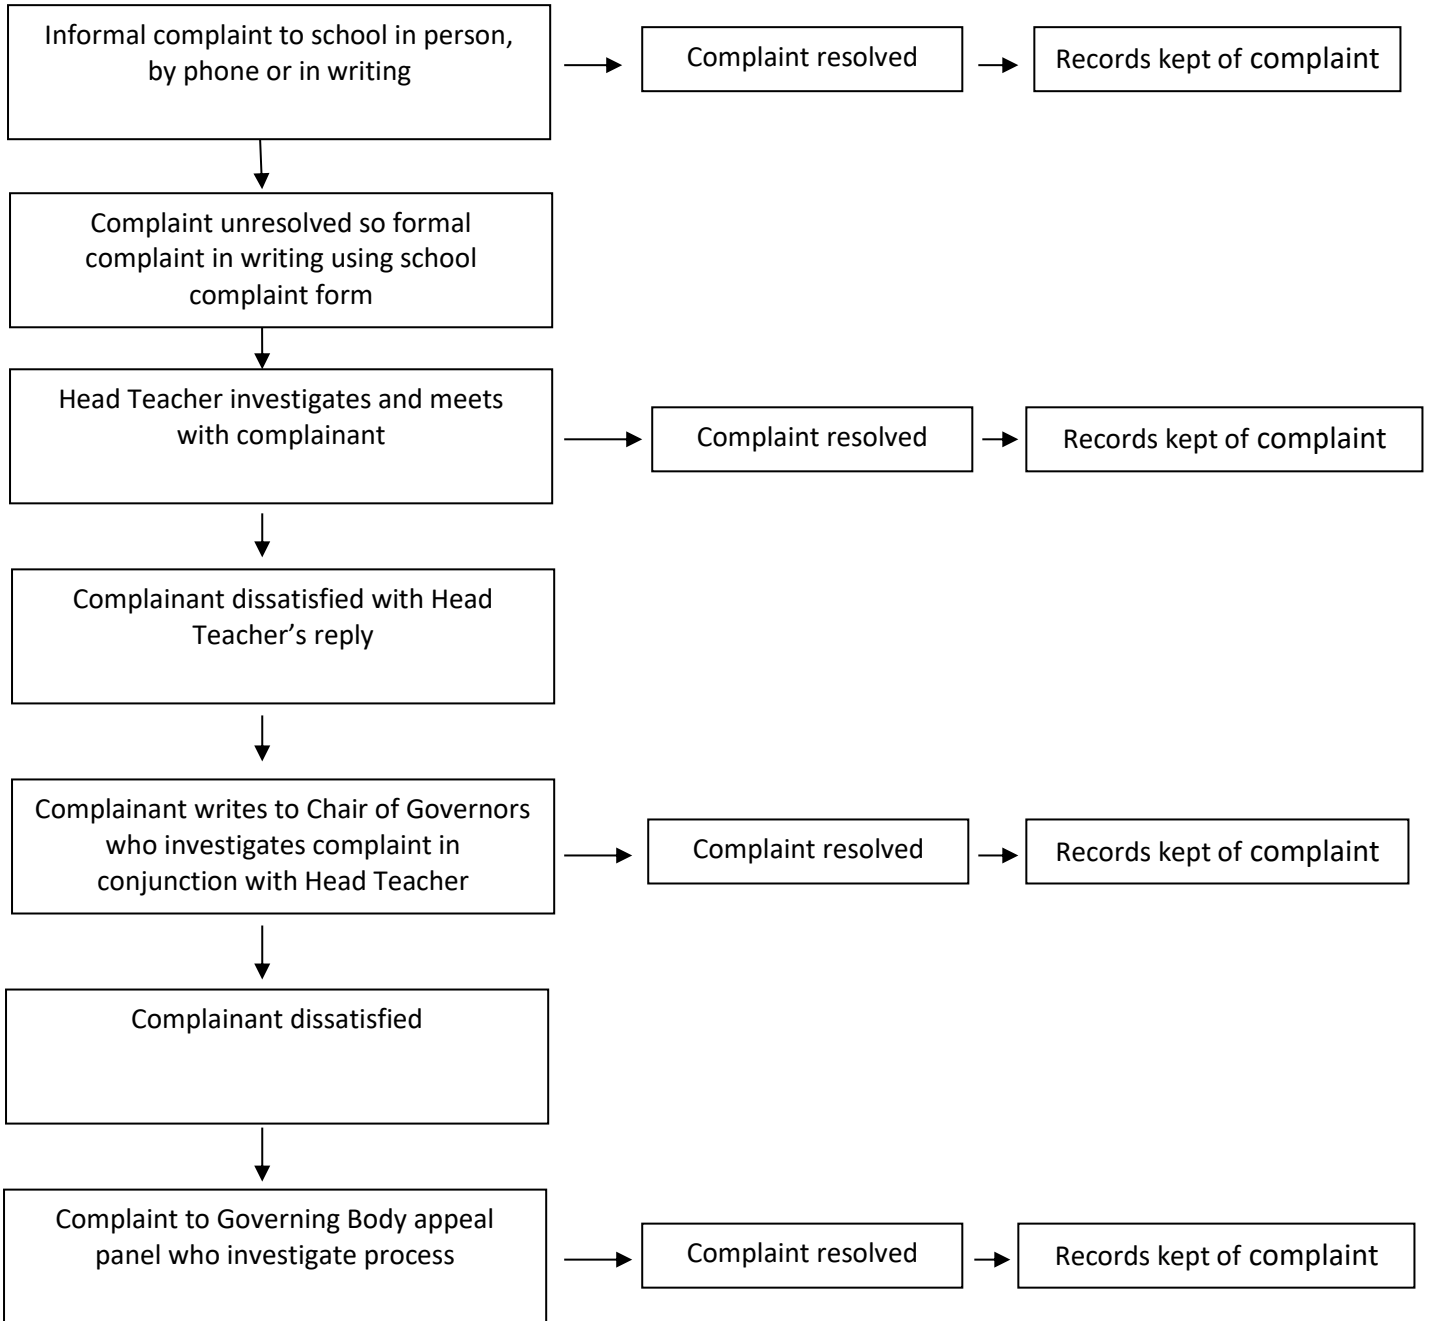 Informal complaint to school in person,
by phone or in writing
Complaint resolved
Records kept of complaint
Complaint unresolved so formal
complaint in writing using school
complaint form
Head Teacher investigates and meets
with complainant
Complaint resolved
Records kept of complaint
Complainant dissatisfied with Head
Teacher’s reply
Complainant writes to Chair of Governors
who investigates complaint in
conjunction with Head Teacher
Complaint resolved
Records kept of complaint
Complainant dissatisfied
Complaint to Governing Body appeal
panel who investigate process
Complaint resolved
Records kept of complaint